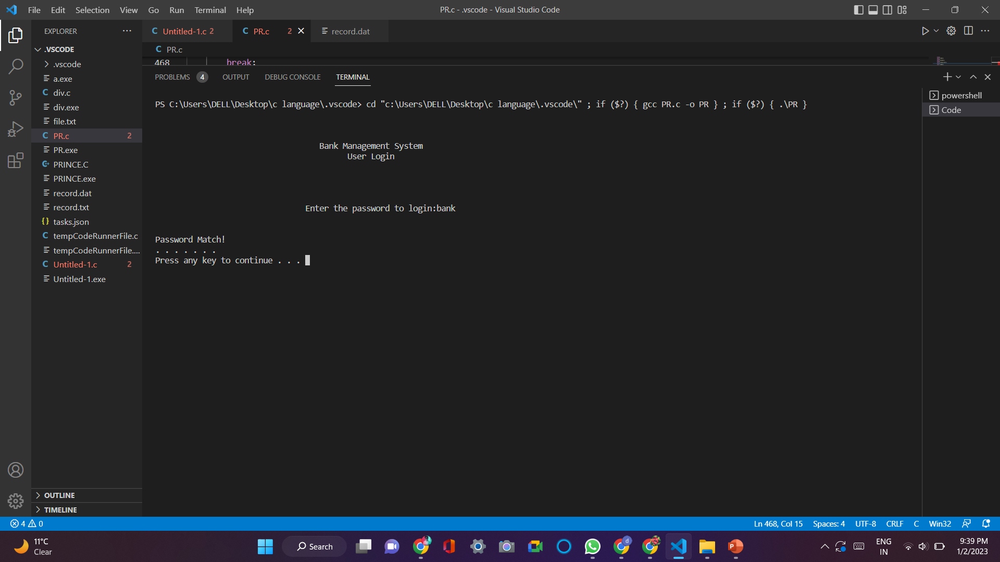 File Edit Selection View Go Run Terminal Help
PR.c - .vscode - Visual Studio Code
EXPLORER
Untitled-1.c 2
PR.c 2
record.dat
.VSCODE
PR.c
.vscode
468 break;
a.exe
div.c
div.exe
file.txt
PR.c 2
PR.exe
PRINCE.C
PRINCE.exe
record.dat
record.txt
tasks.json
tempCodeRunnerFile.c
tempCodeRunnerFile....
Untitled-1.c 2
Untitled-1.exe
OUTLINE
TIMELINE
PROBLEMS 4 OUTPUT DEBUG CONSOLE TERMINAL
powershell
Code
PS C:\Users\DELL\Desktop\c language\.vscode> cd "c:\Users\DELL\Desktop\c language\.vscode\" ; if ($?) { gcc PR.c -o PR } ; if ($?) { .\PR }
Bank Management System
User Login
Enter the password to login:bank
Password Match!
. . . . . . .
Press any key to continue . . .
4 0
Ln 468, Col 15 Spaces: 4 UTF-8 CRLF C Win32
11°C
Clear
Search
ENG
IN
9:39 PM
1/2/2023